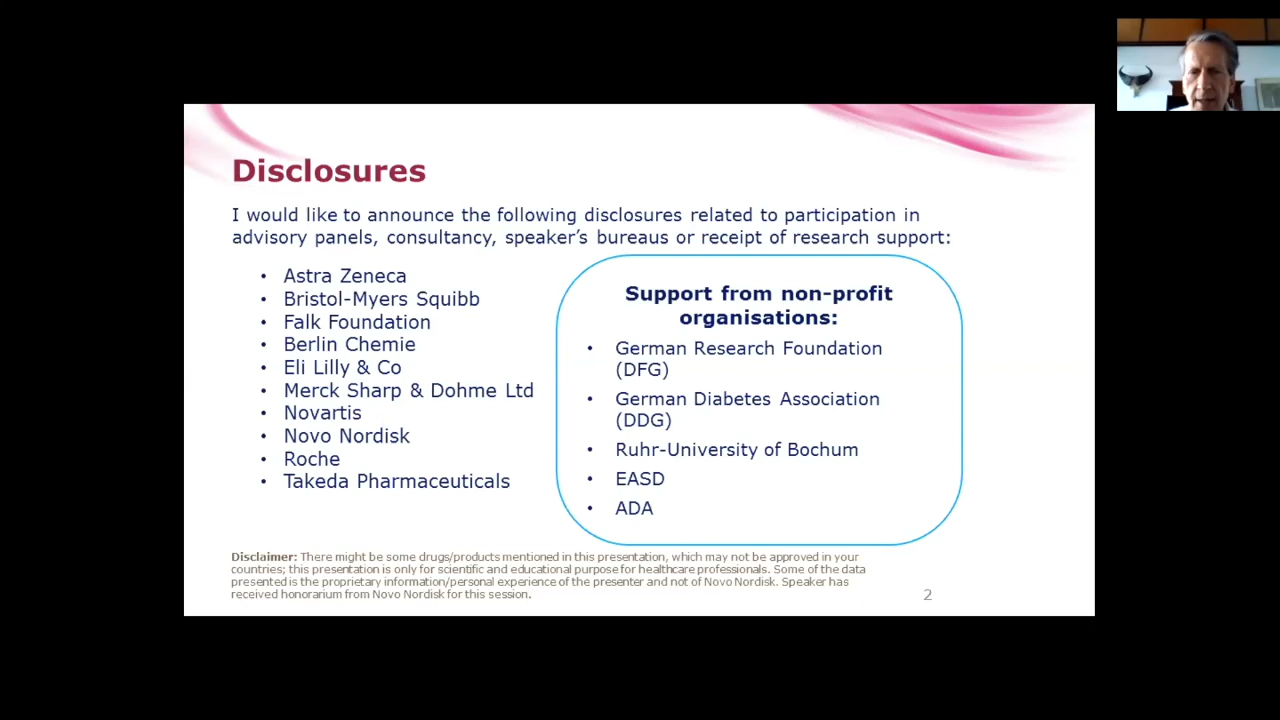 Disclosures
I would like to announce the following disclosures related to participation in
advisory panels, consultancy, speaker's bureaus or receipt of research support:
• Astra Zeneca
• Bristol-Myers Squibb
• Falk Foundation
• Berlin Chemie
• Eli Lilly & Co
• Merck Sharp & Dohme Ltd
• Novartis
• Novo Nordisk
• Roche
• Takeda Pharmaceuticals
Support from non-profit
organisations:
• German Research Foundation
(DFG)
• German Diabetes Association
(DDG)
• Ruhr-University of Bochum
• EASD
• ADA
Disclaimer: There might be some drugs/products mentioned in this presentation, which may not be approved in your
countries; this presentation is only for scientific and educational purpose for healthcare professionals. Some of the data
presented is the proprietary information/personal experience of the presenter and not of Novo Nordisk. Speaker has
received honorarium from Novo Nordisk for this session.
2